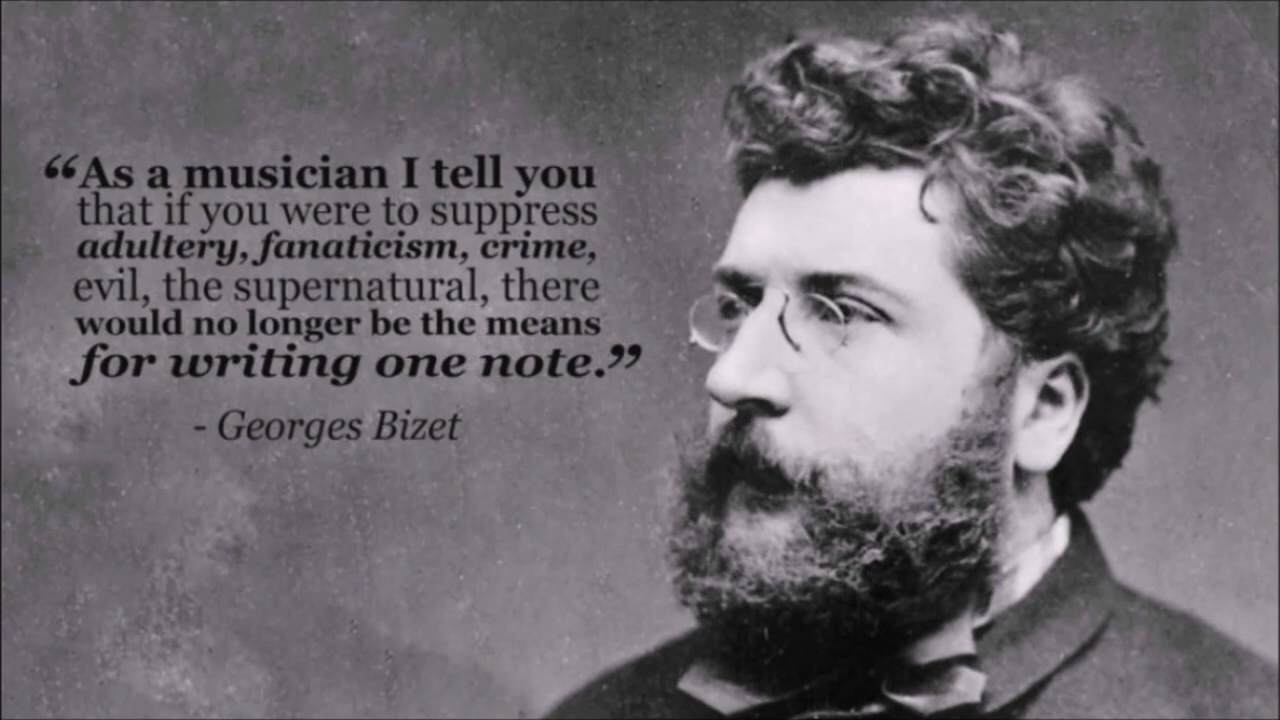 “As a musician I tell you
that if you were to suppress
adultery, fanaticism, crime,
evil, the supernatural, there
would no longer be the means
for writing one note.”
- Georges Bizet